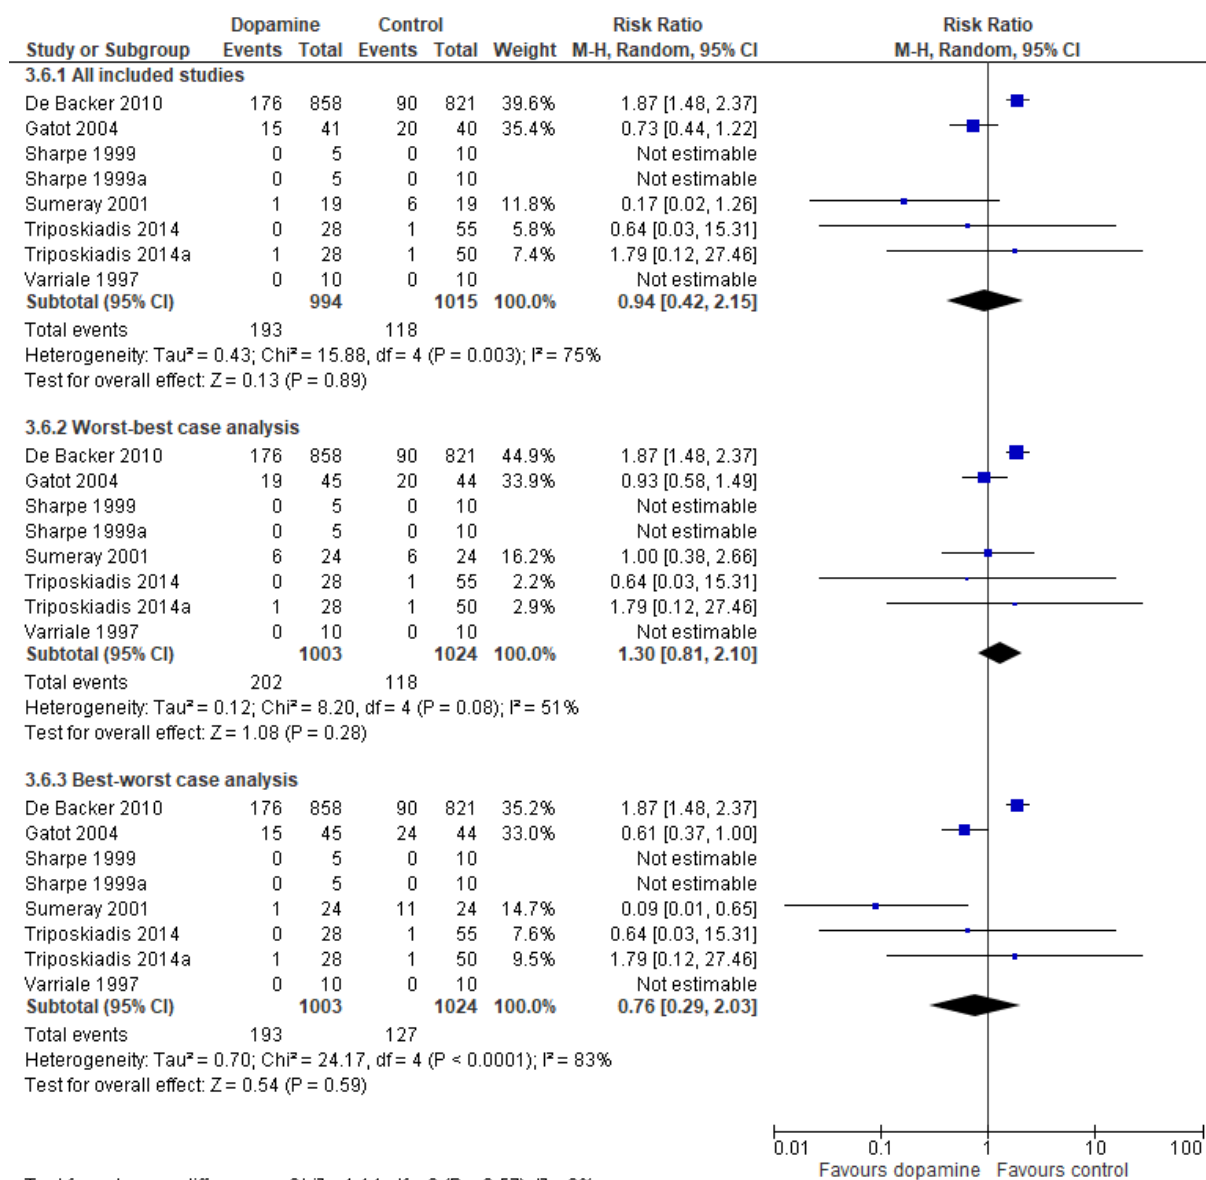 Dopamine Control Risk Ratio Risk Ratio
Study or Subgroup Events Total Events Total Weight M-H, Random, 95% CI M-H, Random, 95% CI
3.6.1 All included studies
De Backer 2010 176 858 90 821 39.6% 1.87 [1.48, 2.37]
Gatot 2004 15 41 20 40 35.4% 0.73 [0.44, 1.22]
Sharpe 1999 0 5 0 10 Not estimable
Sharpe 1999a 0 5 0 10 Not estimable
Sumeray 2001 1 19 6 19 11.8% 0.17 [0.02, 1.26]
Triposkiadis 2014 0 28 1 55 5.8% 0.64 [0.03, 15.31]
Triposkiadis 2014a 1 28 1 50 7.4% 1.79 [0.12, 27.46]
Varriale 1997 0 10 0 10 Not estimable
Subtotal (95% CI) 994 1015 100.0% 0.94 [0.42, 2.15]
Total events 193 118
Heterogeneity: Tau² = 0.43; Chi² = 15.88, df = 4 (P = 0.003); I² = 75%
Test for overall effect: Z = 0.13 (P = 0.89)
3.6.2 Worst-best case analysis
De Backer 2010 176 858 90 821 44.9% 1.87 [1.48, 2.37]
Gatot 2004 19 45 20 44 33.9% 0.93 [0.58, 1.49]
Sharpe 1999 0 5 0 10 Not estimable
Sharpe 1999a 0 5 0 10 Not estimable
Sumeray 2001 6 24 6 24 16.2% 1.00 [0.38, 2.66]
Triposkiadis 2014 0 28 1 55 2.2% 0.64 [0.03, 15.31]
Triposkiadis 2014a 1 28 1 50 2.9% 1.79 [0.12, 27.46]
Varriale 1997 0 10 0 10 Not estimable
Subtotal (95% CI) 1003 1024 100.0% 1.30 [0.81, 2.10]
Total events 202 118
Heterogeneity: Tau² = 0.12; Chi² = 8.20, df = 4 (P = 0.08); I² = 51%
Test for overall effect: Z = 1.08 (P = 0.28)
3.6.3 Best-worst case analysis
De Backer 2010 176 858 90 821 35.2% 1.87 [1.48, 2.37]
Gatot 2004 15 45 24 44 33.0% 0.61 [0.37, 1.00]
Sharpe 1999 0 5 0 10 Not estimable
Sharpe 1999a 0 5 0 10 Not estimable
Sumeray 2001 1 24 11 24 14.7% 0.09 [0.01, 0.65]
Triposkiadis 2014 0 28 1 55 7.6% 0.64 [0.03, 15.31]
Triposkiadis 2014a 1 28 1 50 9.5% 1.79 [0.12, 27.46]
Varriale 1997 0 10 0 10 Not estimable
Subtotal (95% CI) 1003 1024 100.0% 0.76 [0.29, 2.03]
Total events 193 127
Heterogeneity: Tau² = 0.70; Chi² = 24.17, df = 4 (P < 0.0001); I² = 83%
Test for overall effect: Z = 0.54 (P = 0.59)
0.01 0.1 1 10 100
Favours dopamine Favours control